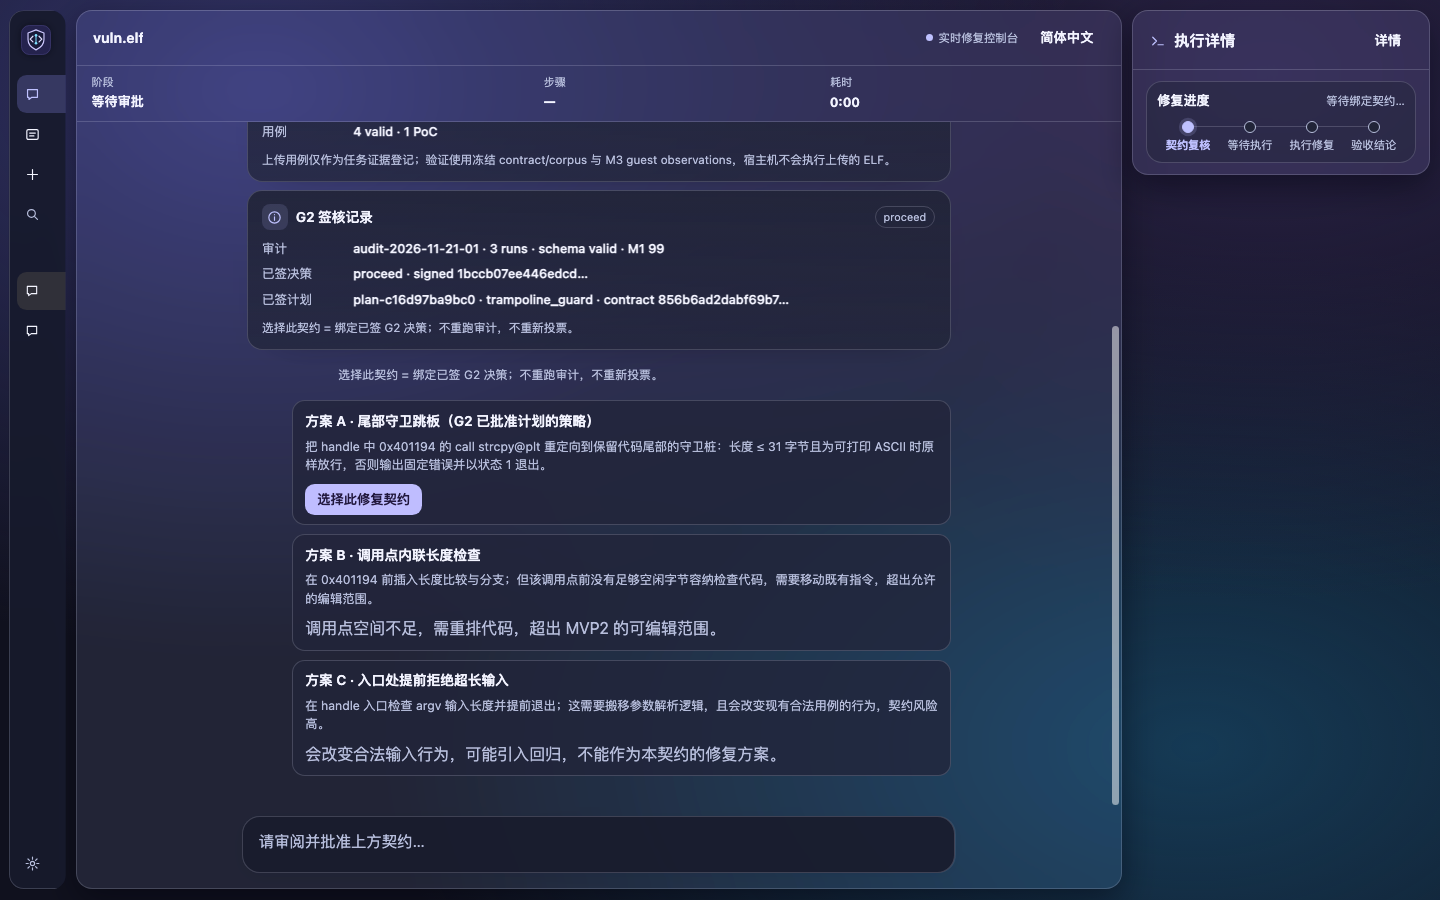 vuln.elf
实时修复控制台
简体中文
阶段
等待审批
步骤
—
耗时
0:00
用例 4 valid · 1 PoC
上传用例仅作为任务证据登记；验证使用冻结 contract/corpus 与 M3 guest observations，宿主机不会执行上传的 ELF。
G2 签核记录
proceed
审计 audit-2026-11-21-01 · 3 runs · schema valid · M1 99
已签决策 proceed · signed 1bccb07ee446edcd...
已签计划 plan-c16d97ba9bc0 · trampoline_guard · contract 856b6ad2dabf69b7...
选择此契约 = 绑定已签 G2 决策；不重跑审计，不重新投票。
选择此契约 = 绑定已签 G2 决策；不重跑审计，不重新投票。
方案 A · 尾部守卫跳板（G2 已批准计划的策略）
把 handle 中 0x401194 的 call strcpy@plt 重定向到保留代码尾部的守卫桩：长度 ≤ 31 字节且为可打印 ASCII 时原
样放行，否则输出固定错误并以状态 1 退出。
选择此修复契约
方案 B · 调用点内联长度检查
在 0x401194 前插入长度比较与分支；但该调用点前没有足够空闲字节容纳检查代码，需要移动既有指令，超出允许
的编辑范围。
调用点空间不足，需重排代码，超出 MVP2 的可编辑范围。
方案 C · 入口处提前拒绝超长输入
在 handle 入口检查 argv 输入长度并提前退出；这需要搬移参数解析逻辑，且会改变现有合法用例的行为，契约风险
高。
会改变合法输入行为，可能引入回归，不能作为本契约的修复方案。
请审阅并批准上方契约...
执行详情
详情
修复进度
等待绑定契约...
契约复核
等待执行
执行修复
验收结论